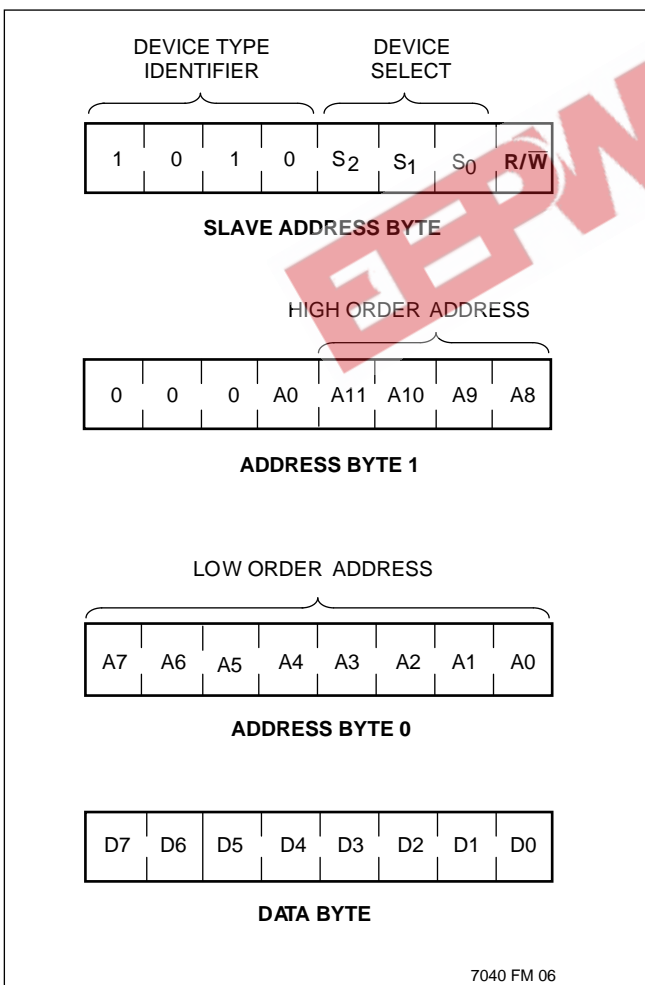 DEVICE TYPE IDENTIFIER
DEVICE SELECT
1 0 1 0 S2 S1 S0 R/W̅
SLAVE ADDRESS BYTE
HIGH ORDER ADDRESS
0 0 0 A0 A11 A10 A9 A8
ADDRESS BYTE 1
LOW ORDER ADDRESS
A7 A6 A5 A4 A3 A2 A1 A0
ADDRESS BYTE 0
D7 D6 D5 D4 D3 D2 D1 D0
DATA BYTE
7040 FM 06
EEPW